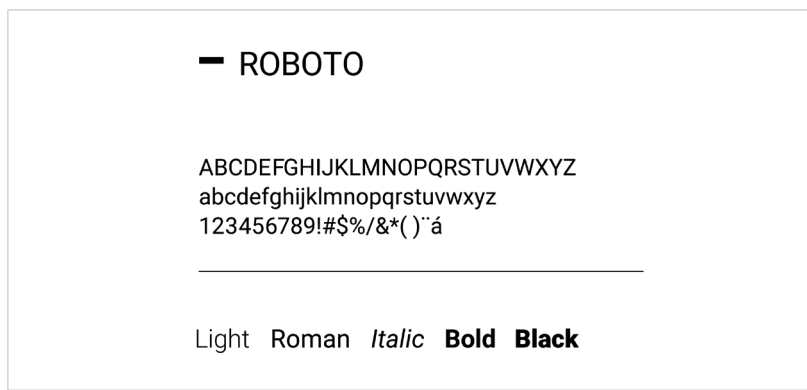 ROBOTO
ABCDEFGHIJKLMNOPQRSTUVWXYZ
abcdefghijklmnopqrstuvwxyz
123456789!#$%/&*( )¨á
Light Roman Italic Bold Black